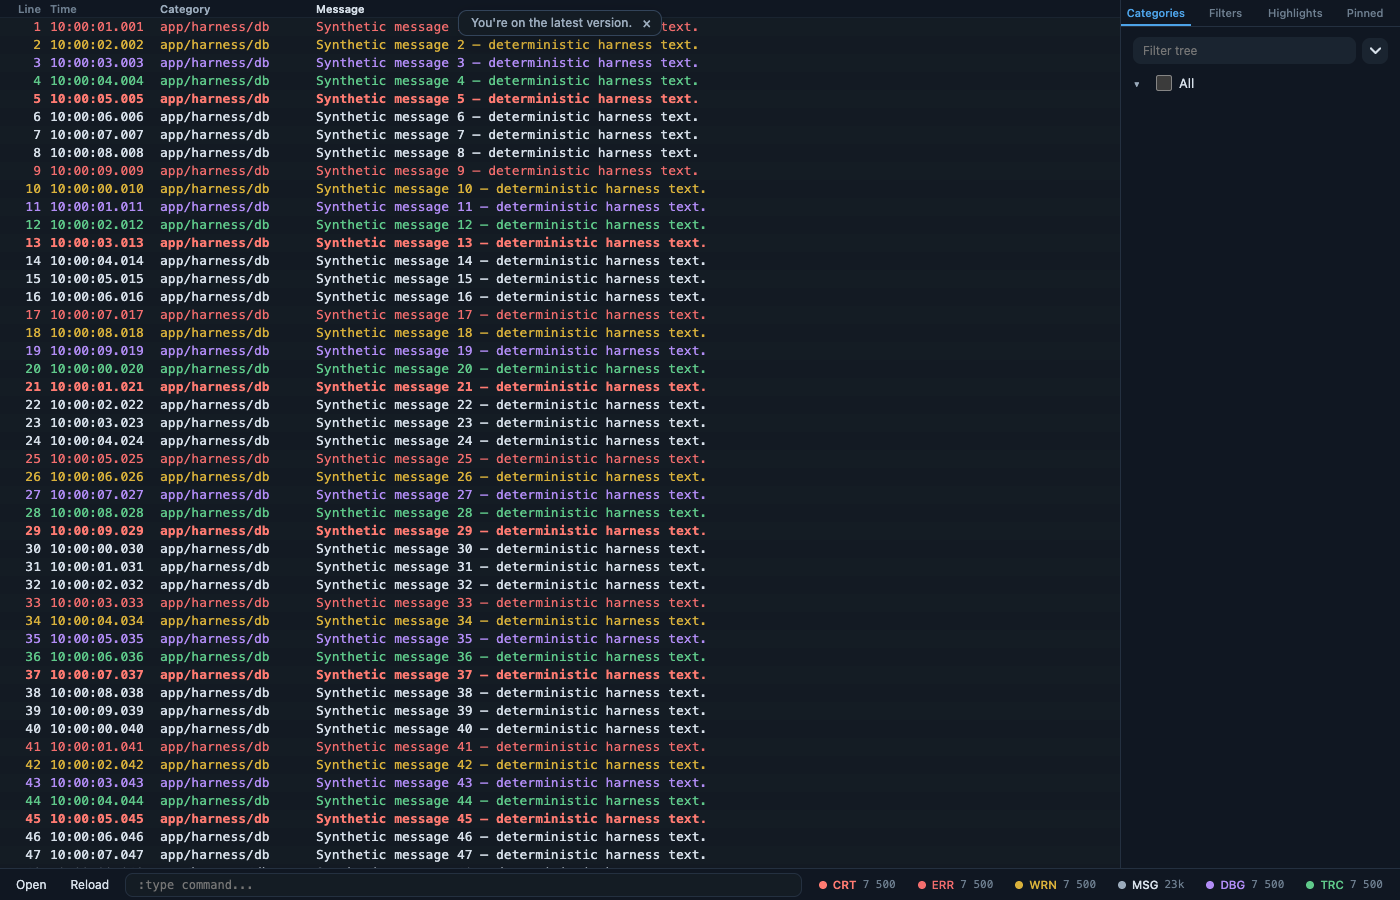 Line Time Category Message
You're on the latest version. ×
1 10:00:01.001 app/harness/db Synthetic message text.
2 10:00:02.002 app/harness/db Synthetic message 2 — deterministic harness text.
3 10:00:03.003 app/harness/db Synthetic message 3 — deterministic harness text.
4 10:00:04.004 app/harness/db Synthetic message 4 — deterministic harness text.
5 10:00:05.005 app/harness/db Synthetic message 5 — deterministic harness text.
6 10:00:06.006 app/harness/db Synthetic message 6 — deterministic harness text.
7 10:00:07.007 app/harness/db Synthetic message 7 — deterministic harness text.
8 10:00:08.008 app/harness/db Synthetic message 8 — deterministic harness text.
9 10:00:09.009 app/harness/db Synthetic message 9 — deterministic harness text.
10 10:00:00.010 app/harness/db Synthetic message 10 — deterministic harness text.
11 10:00:01.011 app/harness/db Synthetic message 11 — deterministic harness text.
12 10:00:02.012 app/harness/db Synthetic message 12 — deterministic harness text.
13 10:00:03.013 app/harness/db Synthetic message 13 — deterministic harness text.
14 10:00:04.014 app/harness/db Synthetic message 14 — deterministic harness text.
15 10:00:05.015 app/harness/db Synthetic message 15 — deterministic harness text.
16 10:00:06.016 app/harness/db Synthetic message 16 — deterministic harness text.
17 10:00:07.017 app/harness/db Synthetic message 17 — deterministic harness text.
18 10:00:08.018 app/harness/db Synthetic message 18 — deterministic harness text.
19 10:00:09.019 app/harness/db Synthetic message 19 — deterministic harness text.
20 10:00:00.020 app/harness/db Synthetic message 20 — deterministic harness text.
21 10:00:01.021 app/harness/db Synthetic message 21 — deterministic harness text.
22 10:00:02.022 app/harness/db Synthetic message 22 — deterministic harness text.
23 10:00:03.023 app/harness/db Synthetic message 23 — deterministic harness text.
24 10:00:04.024 app/harness/db Synthetic message 24 — deterministic harness text.
25 10:00:05.025 app/harness/db Synthetic message 25 — deterministic harness text.
26 10:00:06.026 app/harness/db Synthetic message 26 — deterministic harness text.
27 10:00:07.027 app/harness/db Synthetic message 27 — deterministic harness text.
28 10:00:08.028 app/harness/db Synthetic message 28 — deterministic harness text.
29 10:00:09.029 app/harness/db Synthetic message 29 — deterministic harness text.
30 10:00:00.030 app/harness/db Synthetic message 30 — deterministic harness text.
31 10:00:01.031 app/harness/db Synthetic message 31 — deterministic harness text.
32 10:00:02.032 app/harness/db Synthetic message 32 — deterministic harness text.
33 10:00:03.033 app/harness/db Synthetic message 33 — deterministic harness text.
34 10:00:04.034 app/harness/db Synthetic message 34 — deterministic harness text.
35 10:00:05.035 app/harness/db Synthetic message 35 — deterministic harness text.
36 10:00:06.036 app/harness/db Synthetic message 36 — deterministic harness text.
37 10:00:07.037 app/harness/db Synthetic message 37 — deterministic harness text.
38 10:00:08.038 app/harness/db Synthetic message 38 — deterministic harness text.
39 10:00:09.039 app/harness/db Synthetic message 39 — deterministic harness text.
40 10:00:00.040 app/harness/db Synthetic message 40 — deterministic harness text.
41 10:00:01.041 app/harness/db Synthetic message 41 — deterministic harness text.
42 10:00:02.042 app/harness/db Synthetic message 42 — deterministic harness text.
43 10:00:03.043 app/harness/db Synthetic message 43 — deterministic harness text.
44 10:00:04.044 app/harness/db Synthetic message 44 — deterministic harness text.
45 10:00:05.045 app/harness/db Synthetic message 45 — deterministic harness text.
46 10:00:06.046 app/harness/db Synthetic message 46 — deterministic harness text.
47 10:00:07.047 app/harness/db Synthetic message 47 — deterministic harness text.
Categories Filters Highlights Pinned
Filter tree
All
Open Reload :type command... CRT 7 500 ERR 7 500 WRN 7 500 MSG 23k DBG 7 500 TRC 7 500